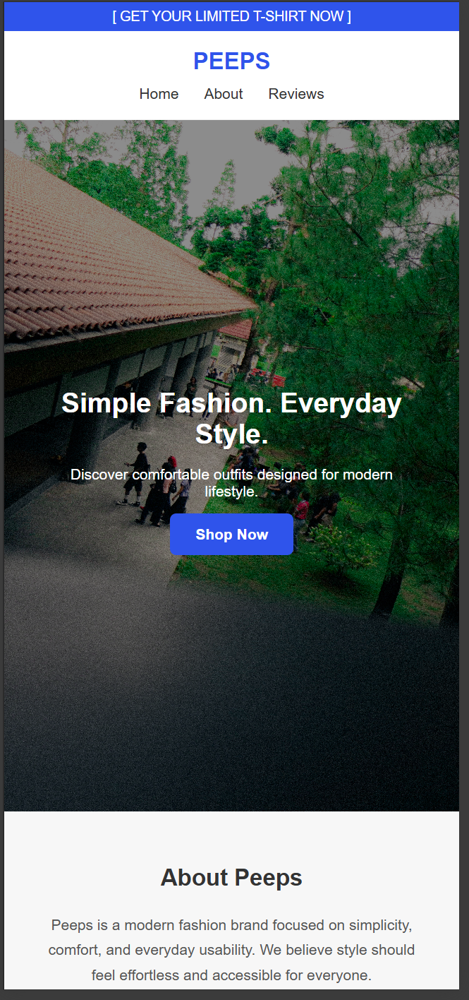 [ GET YOUR LIMITED T-SHIRT NOW ]
PEEPS
Home About Reviews
Simple Fashion. Everyday
Style.
Discover comfortable outfits designed for modern
lifestyle.
Shop Now
About Peeps
Peeps is a modern fashion brand focused on simplicity,
comfort, and everyday usability. We believe style should
feel effortless and accessible for everyone.